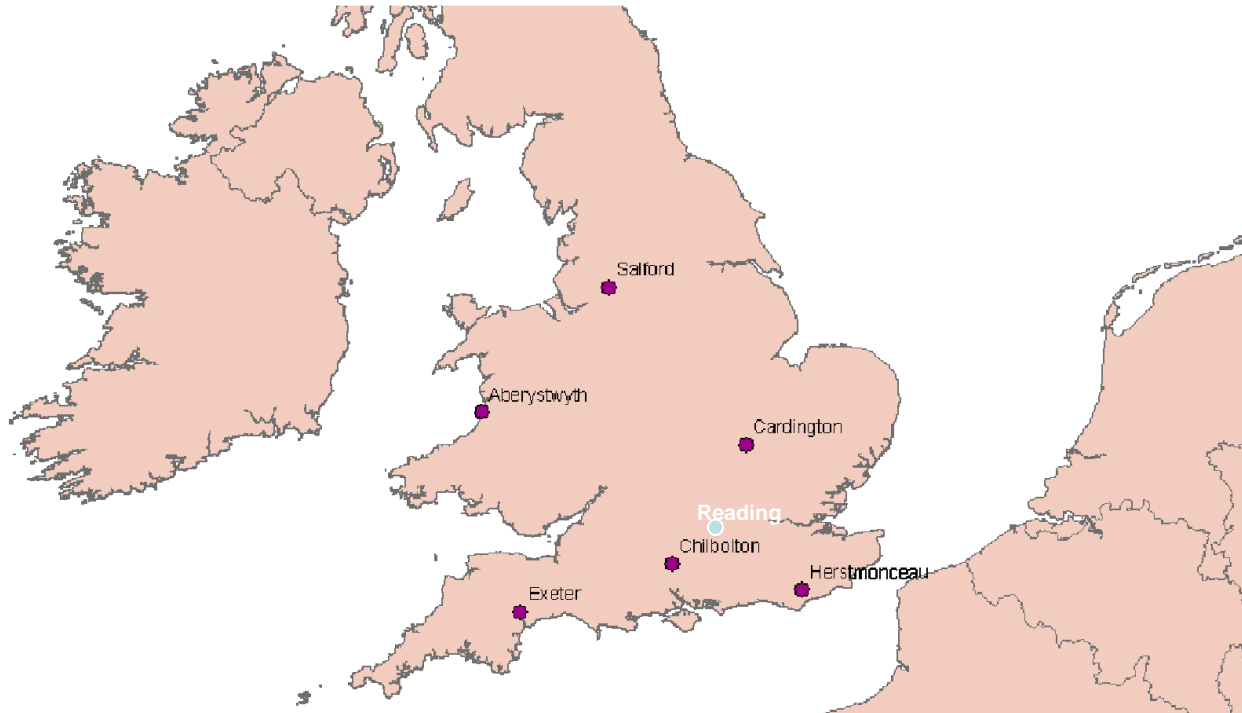 Salford
Aberystwyth
Cardington
Reading
Chilbolton
Herstmonceau
Exeter